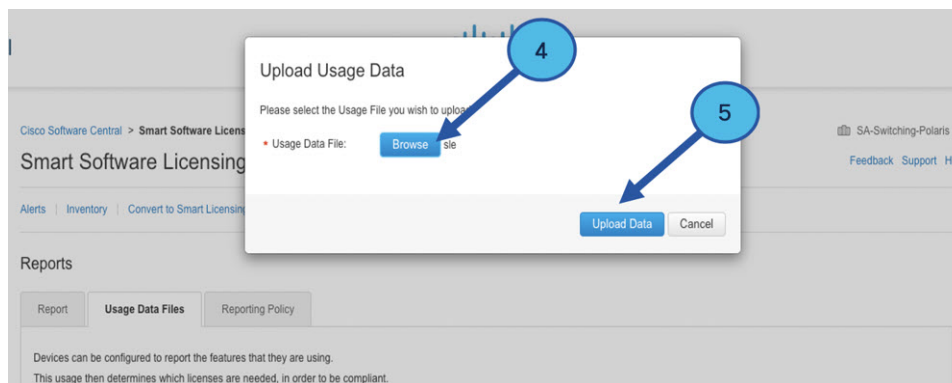 4
Upload Usage Data
Please select the Usage File you wish to upload
5
Cisco Software Central > Smart Software Licens
SA-Switching-Polaris
* Usage Data File: Browse sle
Smart Software Licensing
Feedback Support H
Alerts | Inventory | Convert to Smart Licensing
Upload Data Cancel
Reports
Report Usage Data Files Reporting Policy
Devices can be configured to report the features that they are using.
This usage then determines which licenses are needed, in order to be compliant.